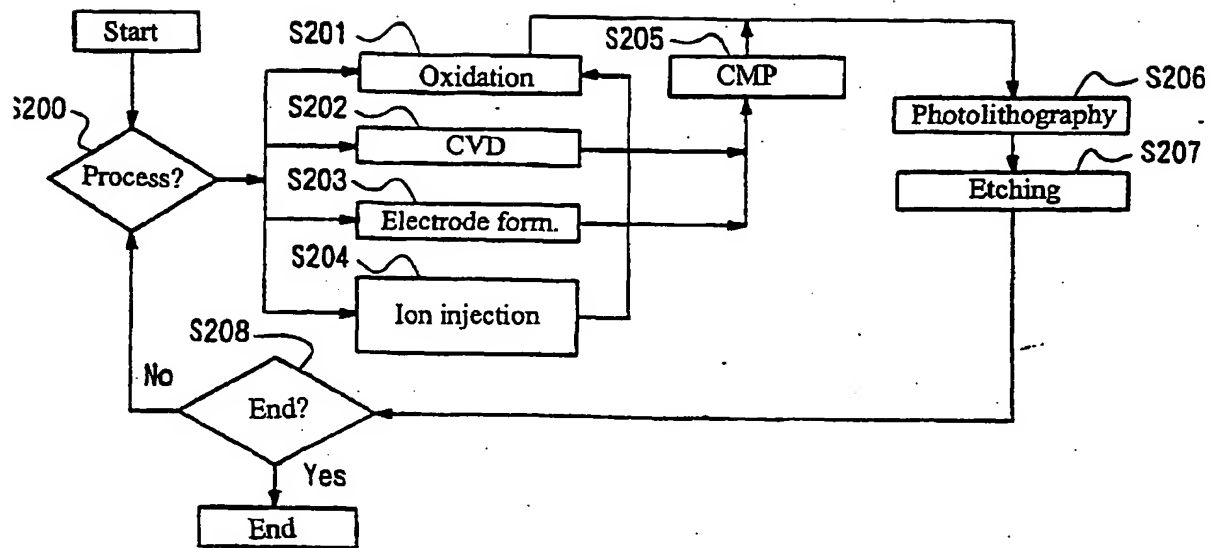 Start
S200
Process?
S201
Oxidation
S202
CVD
S203
Electrode form.
S204
Ion injection
S205
CMP
S206
Photolithography
S207
Etching
S208
End?
No
Yes
End